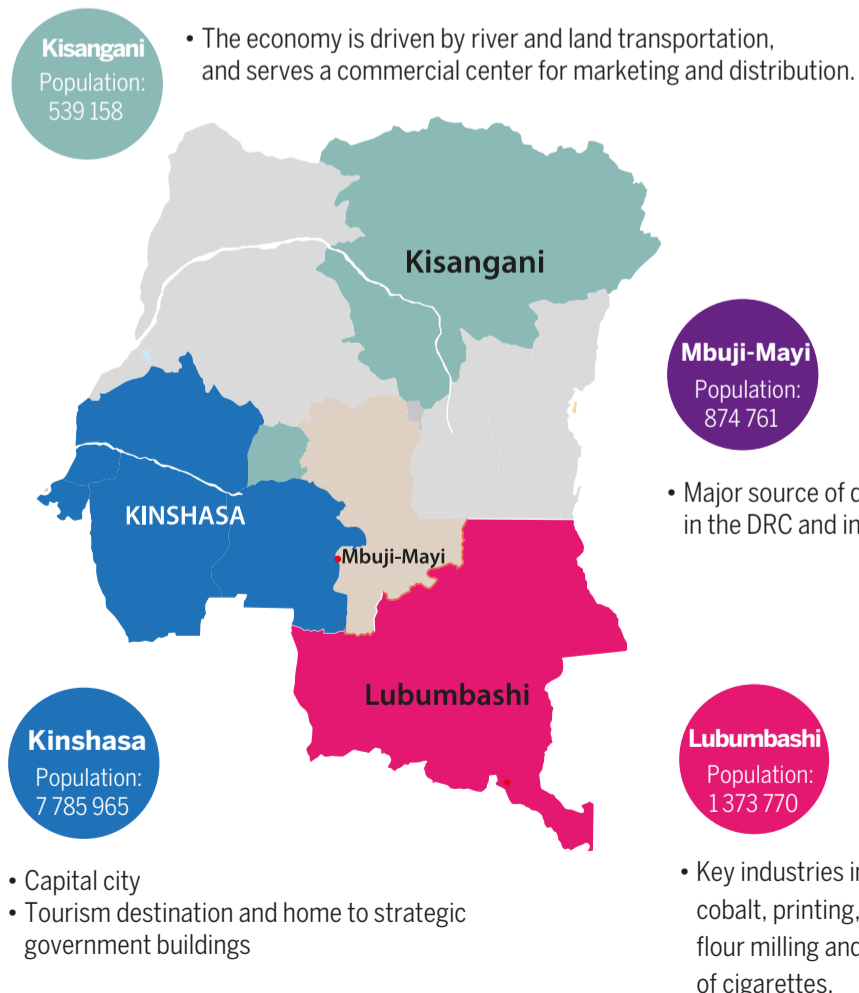 Kisangani
Population:
539 158
• The economy is driven by river and land transportation,
and serves a commercial center for marketing and distribution.
Kisangani
Mbuji-Mayi
Population:
874 761
• Major source of
in the DRC and
KINSHASA
Mbuji-Mayi
Lubumbashi
Kinshasa
Population:
7 785 965
• Capital city
• Tourism destination and home to strategic
government buildings
Lubumbashi
Population:
1 373 770
• Key industries
cobalt, printing,
flour milling and
of cigarettes.